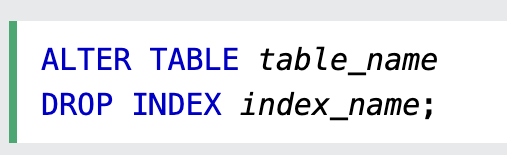 ALTER TABLE table_name
DROP INDEX index_name;